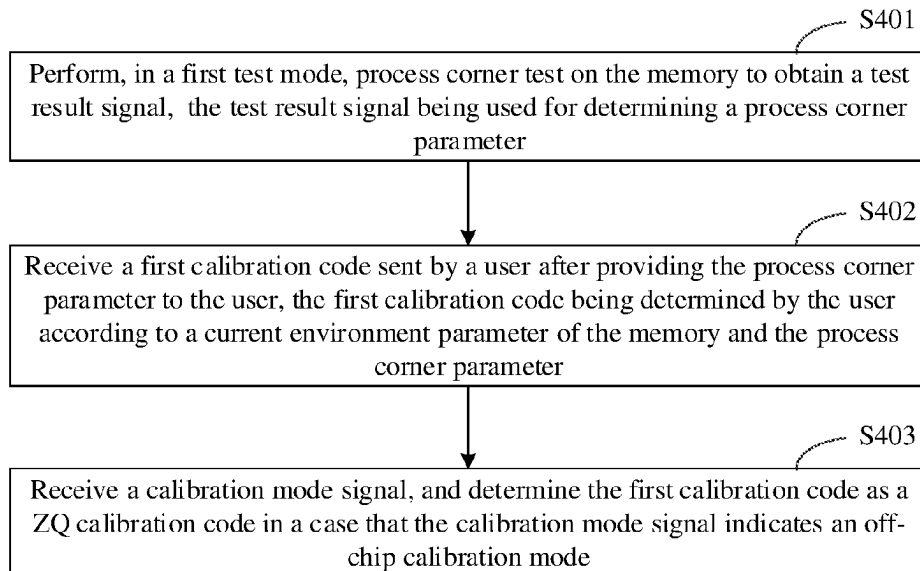 S401
Perform, in a first test mode, process corner test on the memory to obtain a test
result signal, the test result signal being used for determining a process corner
parameter
S402
Receive a first calibration code sent by a user after providing the process corner
parameter to the user, the first calibration code being determined by the user
according to a current environment parameter of the memory and the process
corner parameter
S403
Receive a calibration mode signal, and determine the first calibration code as a
ZQ calibration code in a case that the calibration mode signal indicates an off-
chip calibration mode